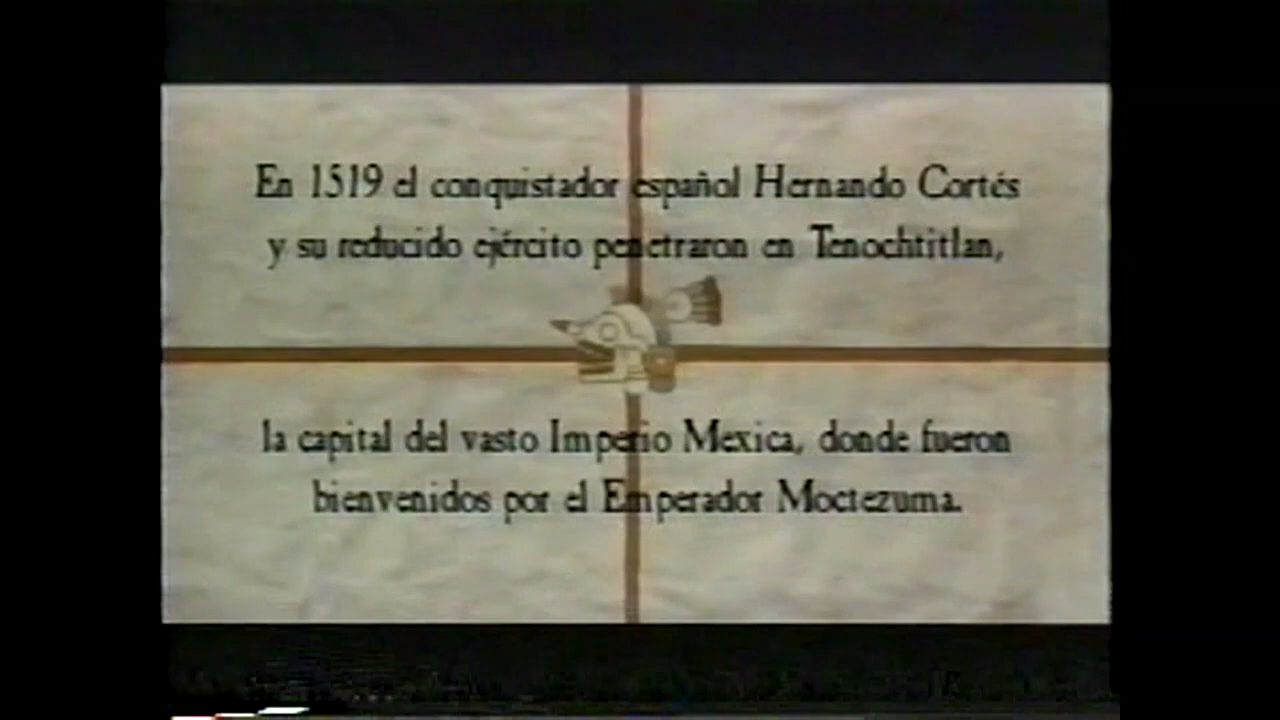 En 1519 el conquistador español Hernando Cortés
y su reducido ejército penetraron en Tenochtitlan,
la capital del vasto Imperio Mexica, donde fueron
bienvenidos por el Emperador Moctezuma.